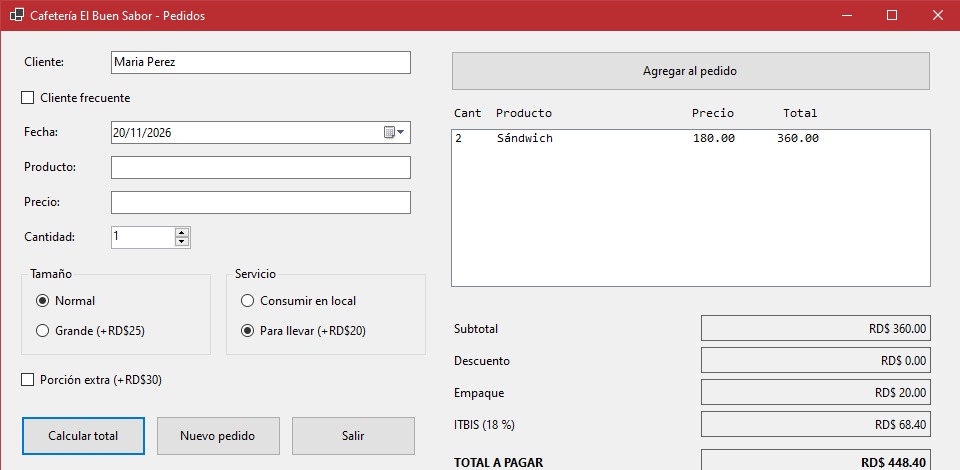 Cafetería El Buen Sabor - Pedidos
Cliente: Maria Perez
Cliente frecuente
Fecha: 20/11/2026
Producto:
Precio:
Cantidad: 1
Tamaño
Normal
Grande (+RD$25)
Servicio
Consumir en local
Para llevar (+RD$20)
Porción extra (+RD$30)
Calcular total
Nuevo pedido
Salir
Agregar al pedido
Cant Producto Precio Total
2 Sándwich 180.00 360.00
Subtotal RD$ 360.00
Descuento RD$ 0.00
Empaque RD$ 20.00
ITBIS (18 %) RD$ 68.40
TOTAL A PAGAR RD$ 448.40